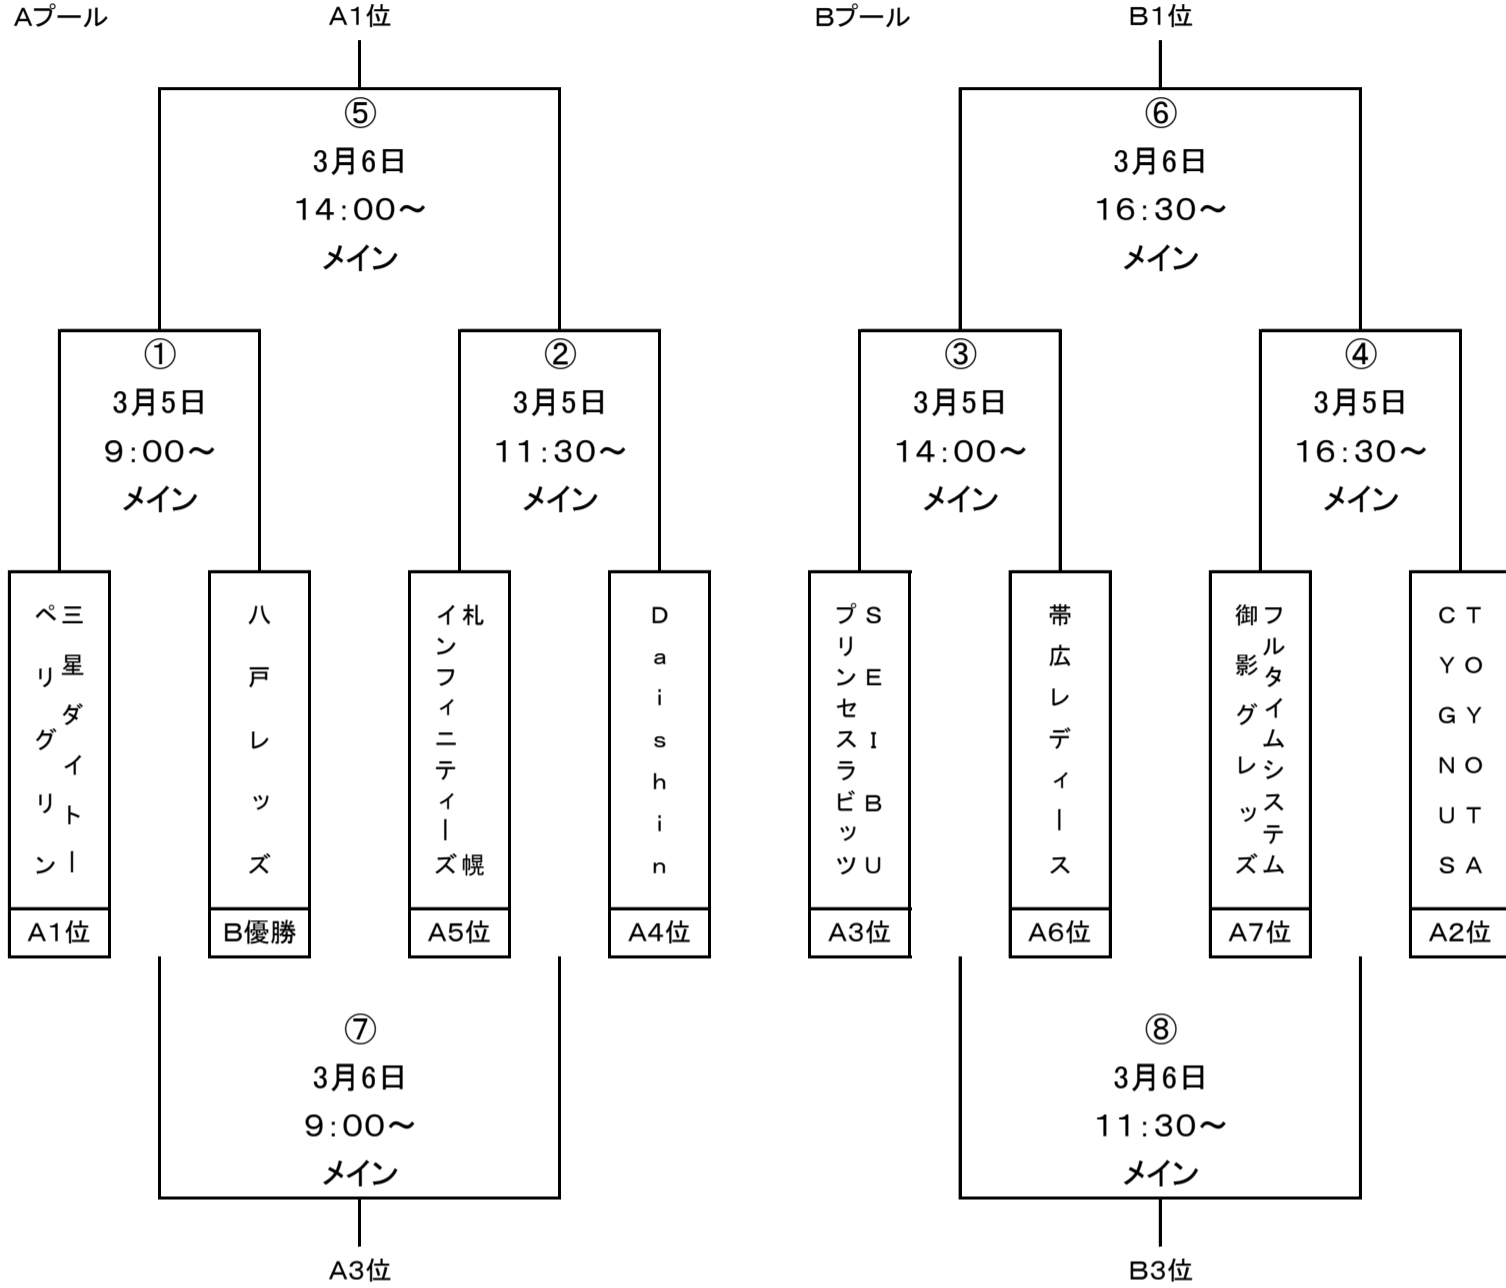 Aプール
A1位
⑤
3月6日
14:00～
メイン
①
3月5日
9:00～
メイン
②
3月5日
11:30～
メイン
三星ダイトー
ペリグリン
A1位
八戸レッズ
B優勝
札幌
インフィニティーズ
A5位
Daishin
A4位
⑦
3月6日
9:00～
メイン
A3位
Bプール
B1位
⑥
3月6日
16:30～
メイン
③
3月5日
14:00～
メイン
④
3月5日
16:30～
メイン
SEIBU
プリンセスラビッツ
A3位
帯広レディース
A6位
フルタイムシステム
御影グレッズ
A7位
TOYOTA
CYGNUS
A2位
⑧
3月6日
11:30～
メイン
B3位